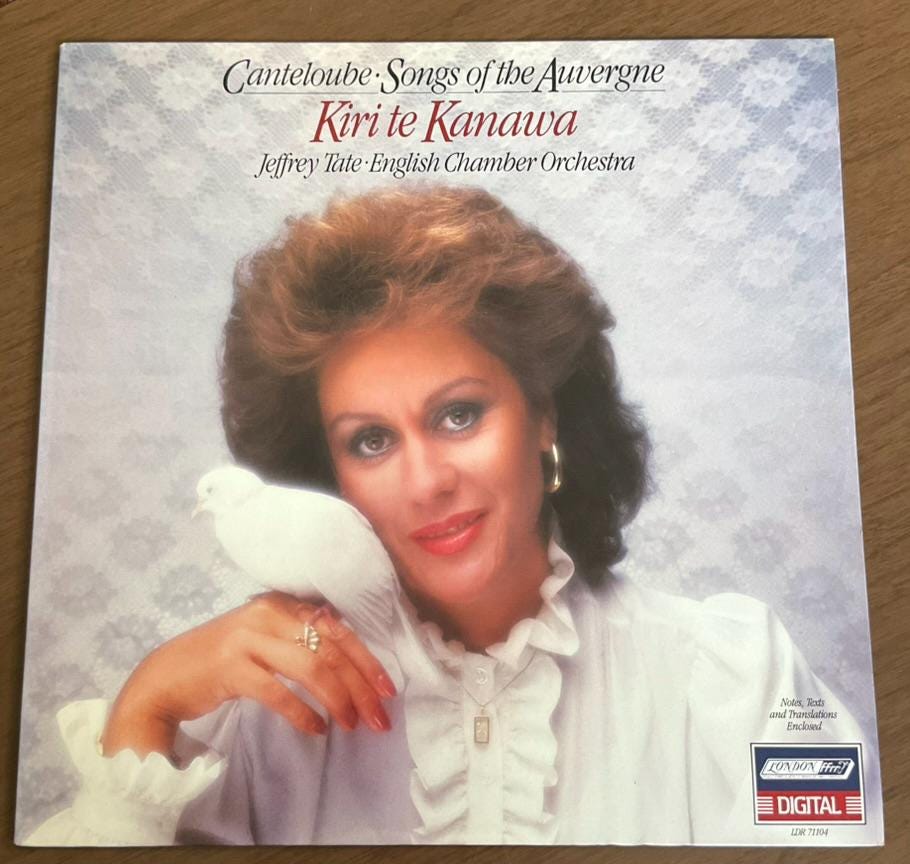 Canteloube·Songs of the Auvergne
Kiri te Kanawa
Jeffrey Tate·English Chamber Orchestra
Notes, Texts
and Translations
Enclosed
LONDON ffrr
DIGITAL
LDR 71104